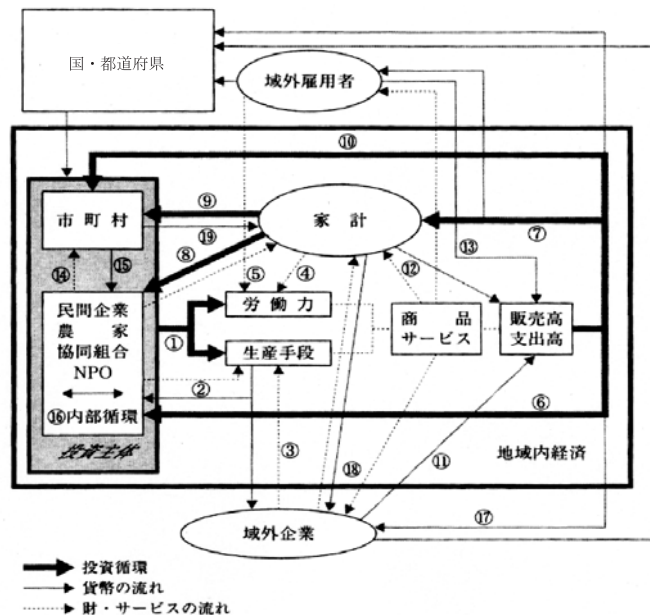 国・都道府県
域外雇用者
⑩
市町村
⑨
⑲
家 計
⑦
⑬
⑧
⑭
⑮
⑤
④
⑫
民間企業
農 家
協同組合
NPO
⑯内部循環
投資主体
①
労 働 力
生産手段
商 品
サービス
販売高
支出高
②
⑥
③
⑱
⑪
地域内経済
域外企業
⑰
投資循環
貨幣の流れ
財・サービスの流れ